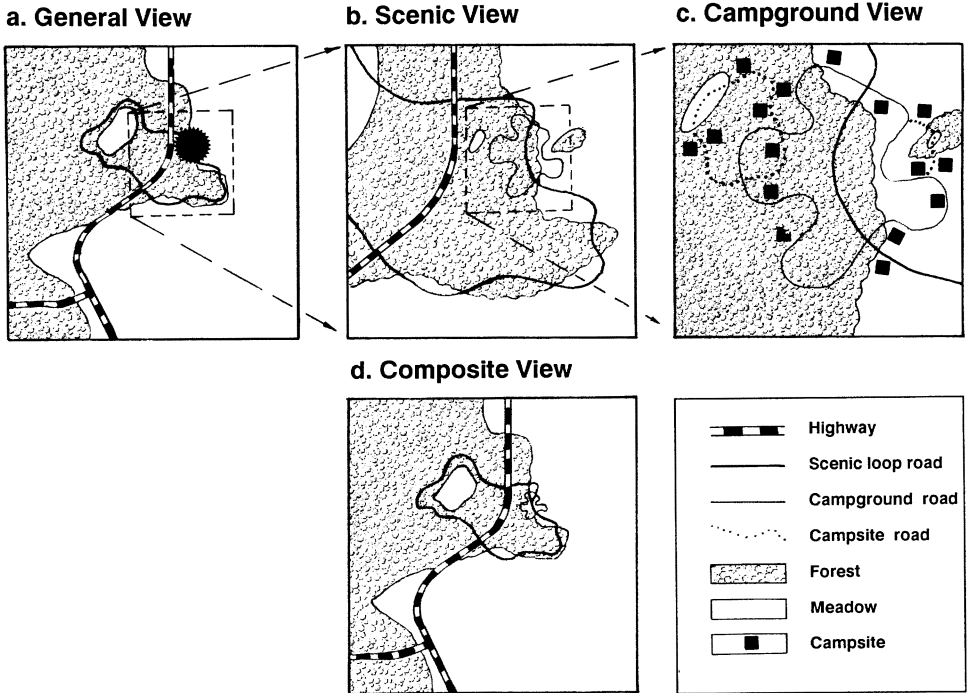 a. General View
b. Scenic View
c. Campground View
d. Composite View
Highway
Scenic loop road
Campground road
Campsite road
Forest
Meadow
Campsite